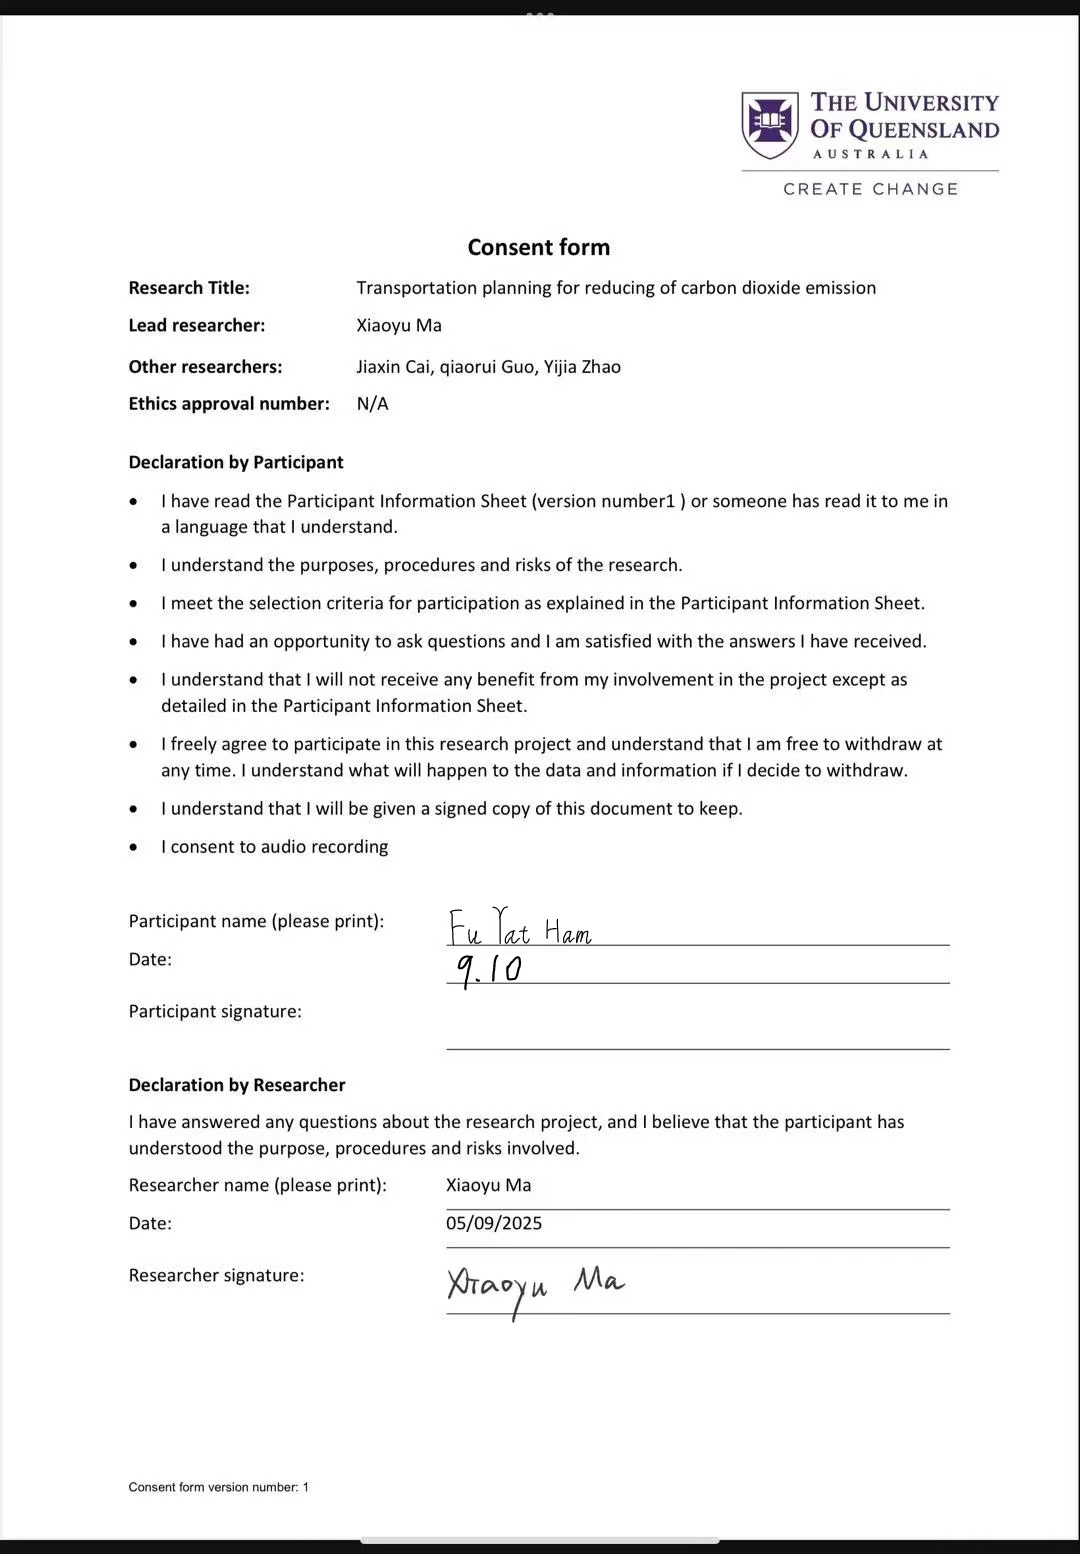 THE UNIVERSITY
OF QUEENSLAND
AUSTRALIA
CREATE CHANGE
Consent form
Research Title: Transportation planning for reducing of carbon dioxide emission
Lead researcher: Xiaoyu Ma
Other researchers: Jiaxin Cai, qiaorui Guo, Yijia Zhao
Ethics approval number: N/A
Declaration by Participant
• I have read the Participant Information Sheet (version number1 ) or someone has read it to me in
a language that I understand.
• I understand the purposes, procedures and risks of the research.
• I meet the selection criteria for participation as explained in the Participant Information Sheet.
• I have had an opportunity to ask questions and I am satisfied with the answers I have received.
• I understand that I will not receive any benefit from my involvement in the project except as
detailed in the Participant Information Sheet.
• I freely agree to participate in this research project and understand that I am free to withdraw at
any time. I understand what will happen to the data and information if I decide to withdraw.
• I understand that I will be given a signed copy of this document to keep.
• I consent to audio recording
Participant name (please print): Fu Yat Ham
Date: 9.10
Participant signature:
Declaration by Researcher
I have answered any questions about the research project, and I believe that the participant has
understood the purpose, procedures and risks involved.
Researcher name (please print): Xiaoyu Ma
Date: 05/09/2025
Researcher signature: Xiaoyu Ma
Consent form version number: 1